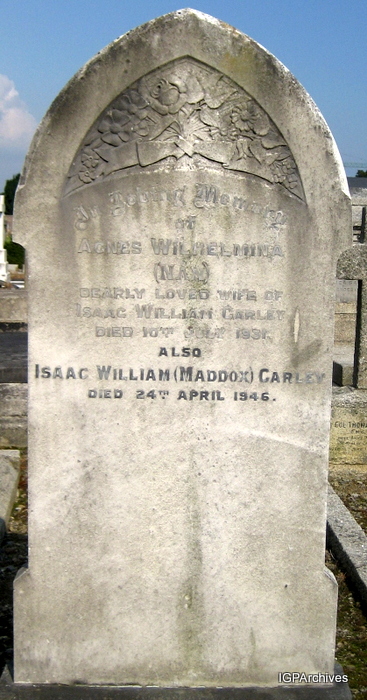 In Loving Memory
of
Agnes Wilhelmina
(Nan)
dearly loved wife of
Isaac William Carley
died 10th July 1931.
also
Isaac William (Maddox) Carley
died 24th April 1946.
IGPArchives